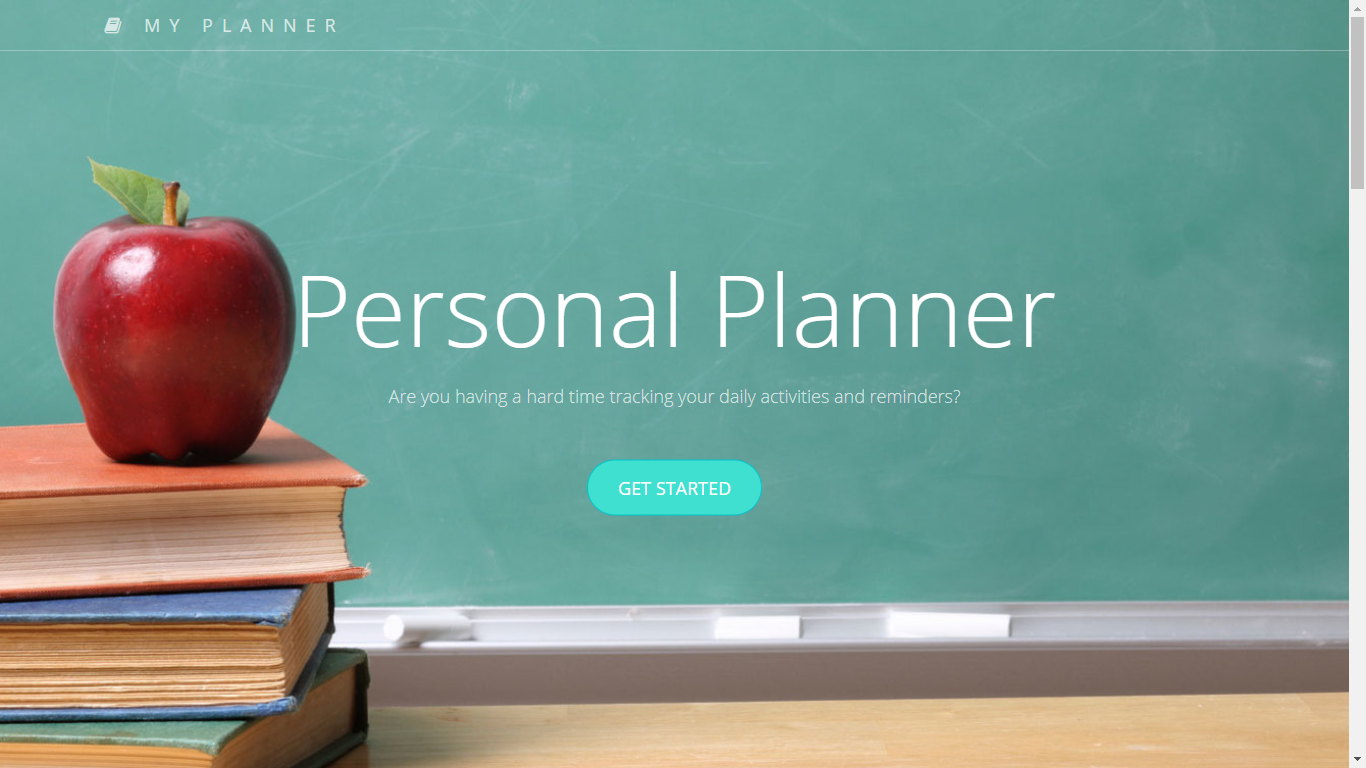 MY PLANNER
Personal Planner
Are you having a hard time tracking your daily activities and reminders?
GET STARTED